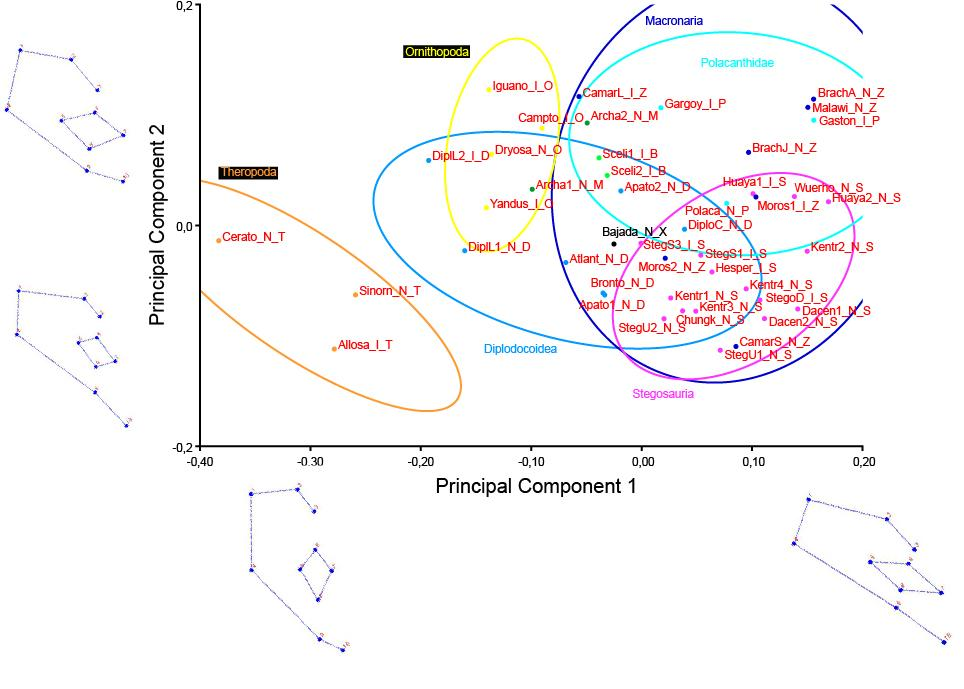 0,2
Macronaria
Ornithopoda
Polacanthidae
Iguano_I_O
CamarL_I_Z
BrachA_N_Z
Gargoy_I_P
Malawi_N_Z
Campto_I_O
Archa2_N_M
Gaston_I_P
Dryosa_N_O
BrachJ_N_Z
DiplL2_I_D
Sceli1_I_B
Theropoda
Sceli2_I_B
Archa1_N_M
Apato2_N_D
Huaya1_I_S
Wuerho_N_S
Huaya2_N_S
Yandus_I_O
Polaca_N_P
Moros1_I_Z
0,0
DiploC_N_D
Bajada_N_X
Cerato_N_T
DiplL1_N_D
StegS3_I_S
Kentr2_N_S
StegS1_I_S
Atlant_N_D
Moros2_N_Z
Hesper_I_S
Bronto_N_D
Kentr4_N_S
Sinorn_N_T
Kentr1_N_S
StegoD_I_S
Apato1_N_D
Kentr3_N_S
Dacen1_N_S
Chungk_N_S
Dacen2_N_S
StegU2_N_S
Allosa_I_T
Diplodocoidea
CamarS_N_Z
StegU1_N_S
Stegosauria
Principal Component 2
-0,2
-0,40
-0.30
-0,20
-0,10
0,00
0,10
0,20
Principal Component 1